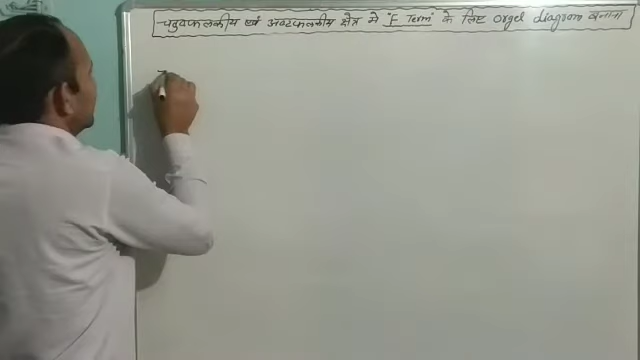 चतुष्फलकीय एवं अष्टफलकीय क्षेत्र में 'F Term' के लिए orgel diagram बनाना